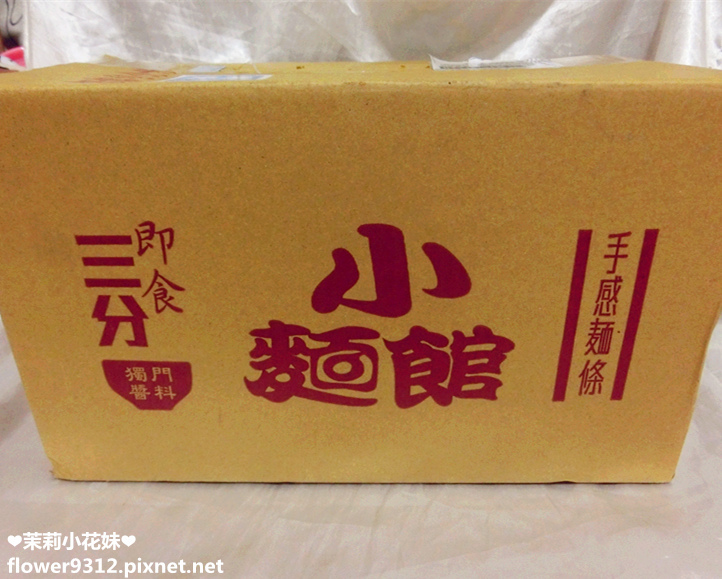 三分
即食
獨門
醬料
小
麵館
手感麵條
❤茉莉小花妹❤
flower9312.pixnet.net